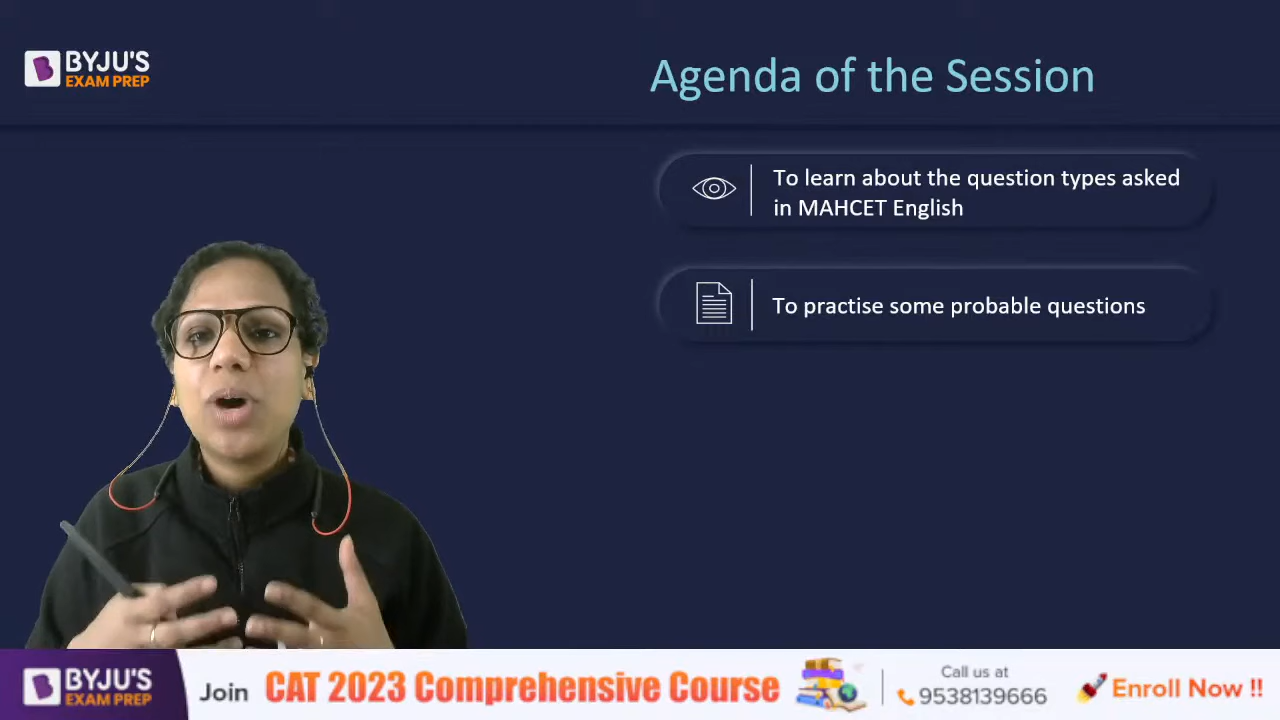 BYJU'S
EXAM PREP
Agenda of the Session
To learn about the question types asked
in MAHCET English
To practise some probable questions
BYJU'S
EXAM PREP
Join CAT 2023 Comprehensive Course
Call us at
9538139666
Enroll Now !!